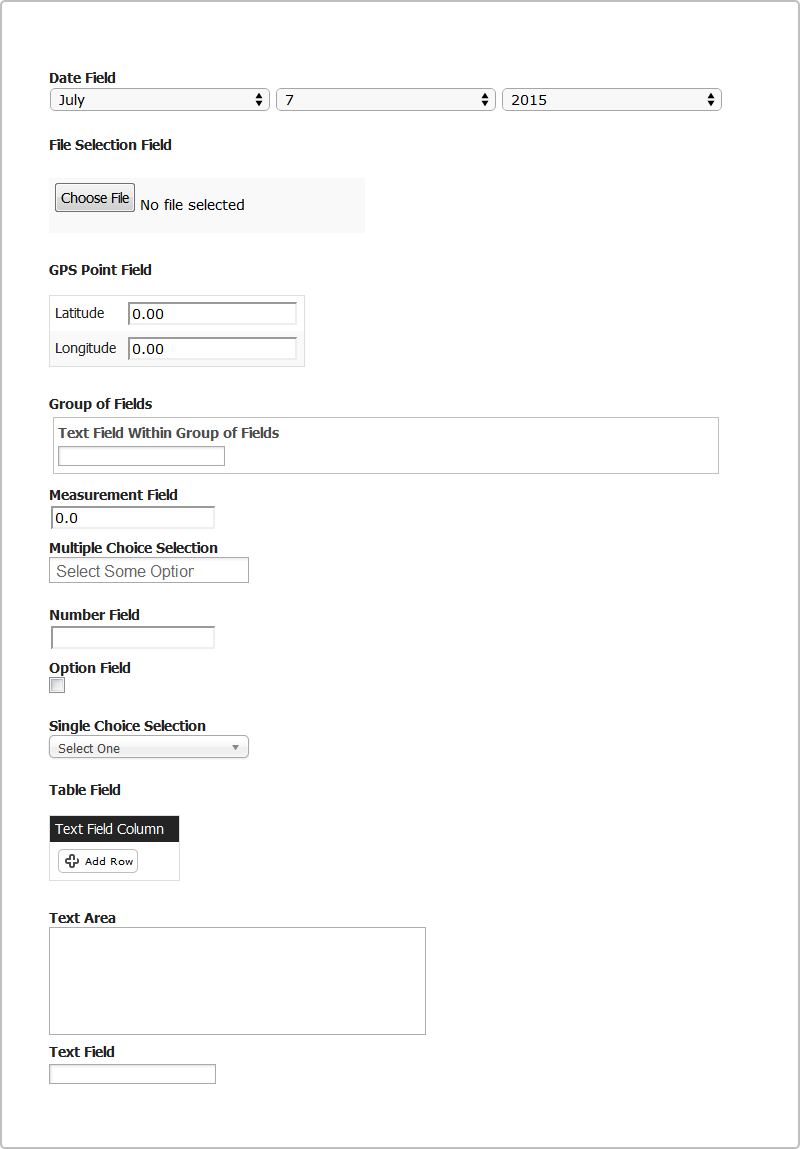 Date Field
July 7 2015
File Selection Field
Choose File No file selected
GPS Point Field
Latitude 0.00
Longitude 0.00
Group of Fields
Text Field Within Group of Fields
Measurement Field
0.0
Multiple Choice Selection
Select Some Optior
Number Field
Option Field
Single Choice Selection
Select One
Table Field
Text Field Column
Add Row
Text Area
Text Field